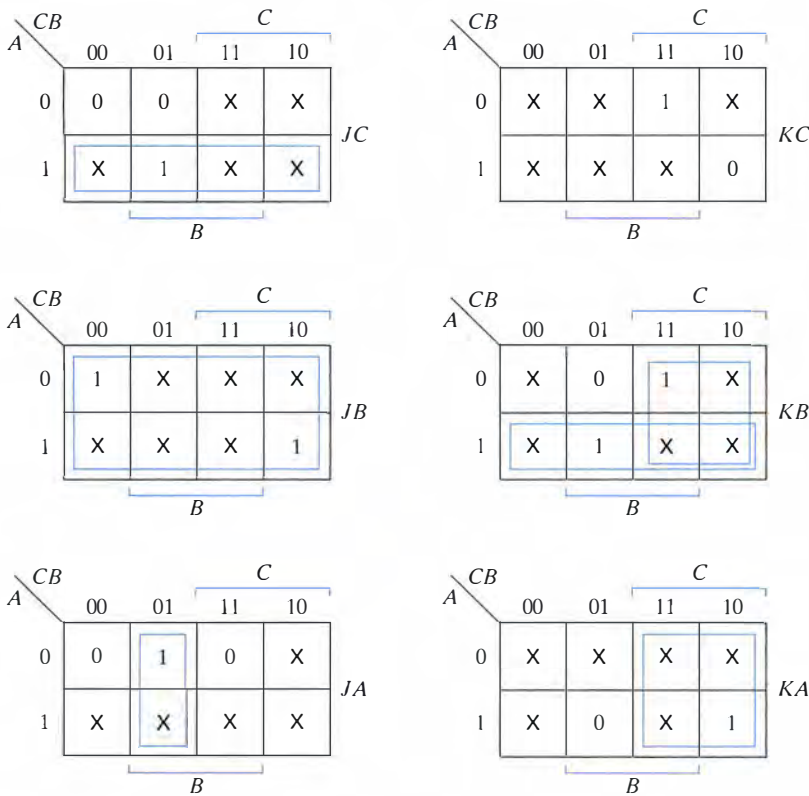 CB C
A 00 01 11 10
0 0 0 X X
JC
1 X 1 X X
B
CB C
A 00 01 11 10
0 X X 1 X
KC
1 X X X 0
B
CB C
A 00 01 11 10
0 1 X X X
JB
1 X X X 1
B
CB C
A 00 01 11 10
0 X 0 1 X
KB
1 X 1 X X
B
CB C
A 00 01 11 10
0 0 1 0 X
JA
1 X X X X
B
CB C
A 00 01 11 10
0 X X X X
KA
1 X 0 X 1
B